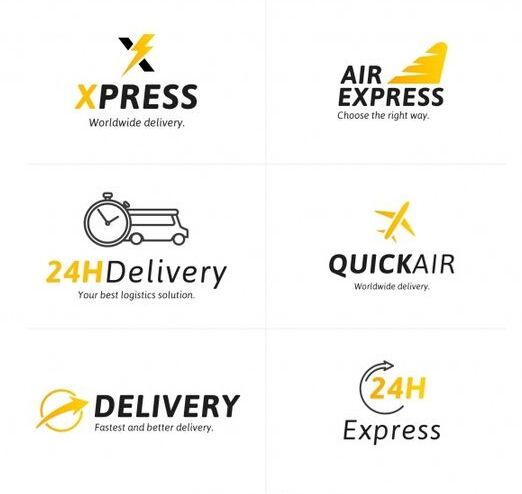 XPRESS
Worldwide delivery.
AIR
EXPRESS
Choose the right way.
24HDelivery
Your best logistics solution.
QUICKAIR
Worldwide delivery.
DELIVERY
Fastest and better delivery.
24H
Express